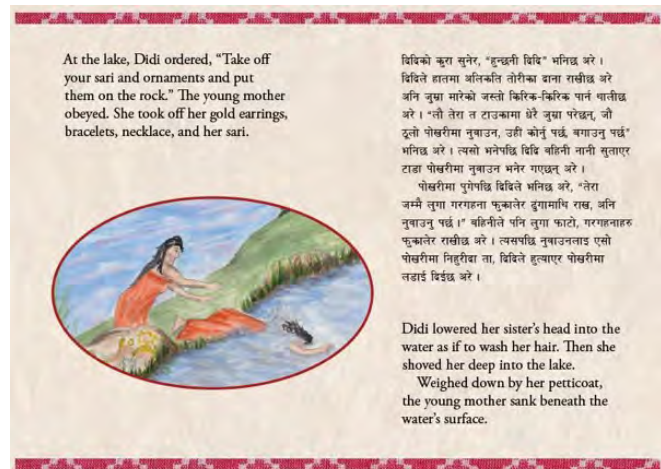 At the lake, Didi ordered, “Take off
your sari and ornaments and put
them on the rock.” The young mother
obeyed. She took off her gold earrings,
bracelets, necklace, and her sari.
दिदिको कुरा सुनेर, “हुन्छनी दिदि” भनिछ अरे ।
दिदिले हातमा अलिकति तोरीका दाना राखीछ अरे
अनि जुम्रा मारेको जस्तो किरिक-किरिक पार्न थालीछ
अरे । “लौ तेरा त टाउकामा धेरै जुम्रा परेछन्, जौ
ठूलो पोखरीमा नुवाउन, उही कोर्नु पर्छ, बगाउनु पर्छ”
भनिछ अरे । त्यसो भनेपछि दिदि बहिनी नानी सुताएर
टाडा पोखरीमा नुवाउन भनेर गएछन् अरे ।
पोखरीमा पुगेपछि दिदिले भनिछ अरे, “तेरा
जम्मै लुगा गरगहना फुकालेर ढुंगामाथि राख, अनि
नुवाउनु पर्छ ।” बहिनीले पनि लुगा फाटो, गरगहनाहरु
फुकालेर राखीछ अरे । त्यसपछि नुवाउनलाइ एसो
पोखरीमा निहुरीदा ता, दिदिले हुत्याएर पोखरीमा
लडाई दिईछ अरे ।
Didi lowered her sister’s head into the
water as if to wash her hair. Then she
shoved her deep into the lake.
Weighed down by her petticoat,
the young mother sank beneath the
water’s surface.